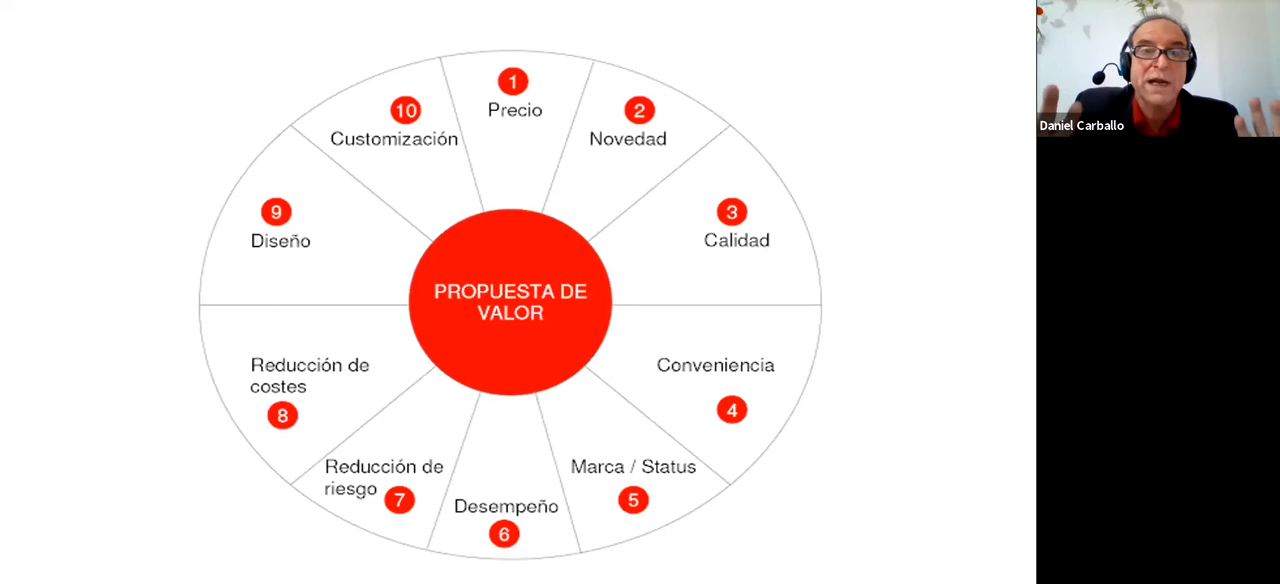 1
Precio
2
Novedad
3
Calidad
Conveniencia
4
Marca / Status
5
Desempeño
6
Reducción de
riesgo
7
Reducción de
costes
8
9
Diseño
10
Customización
PROPUESTA DE
VALOR
Daniel Carballo